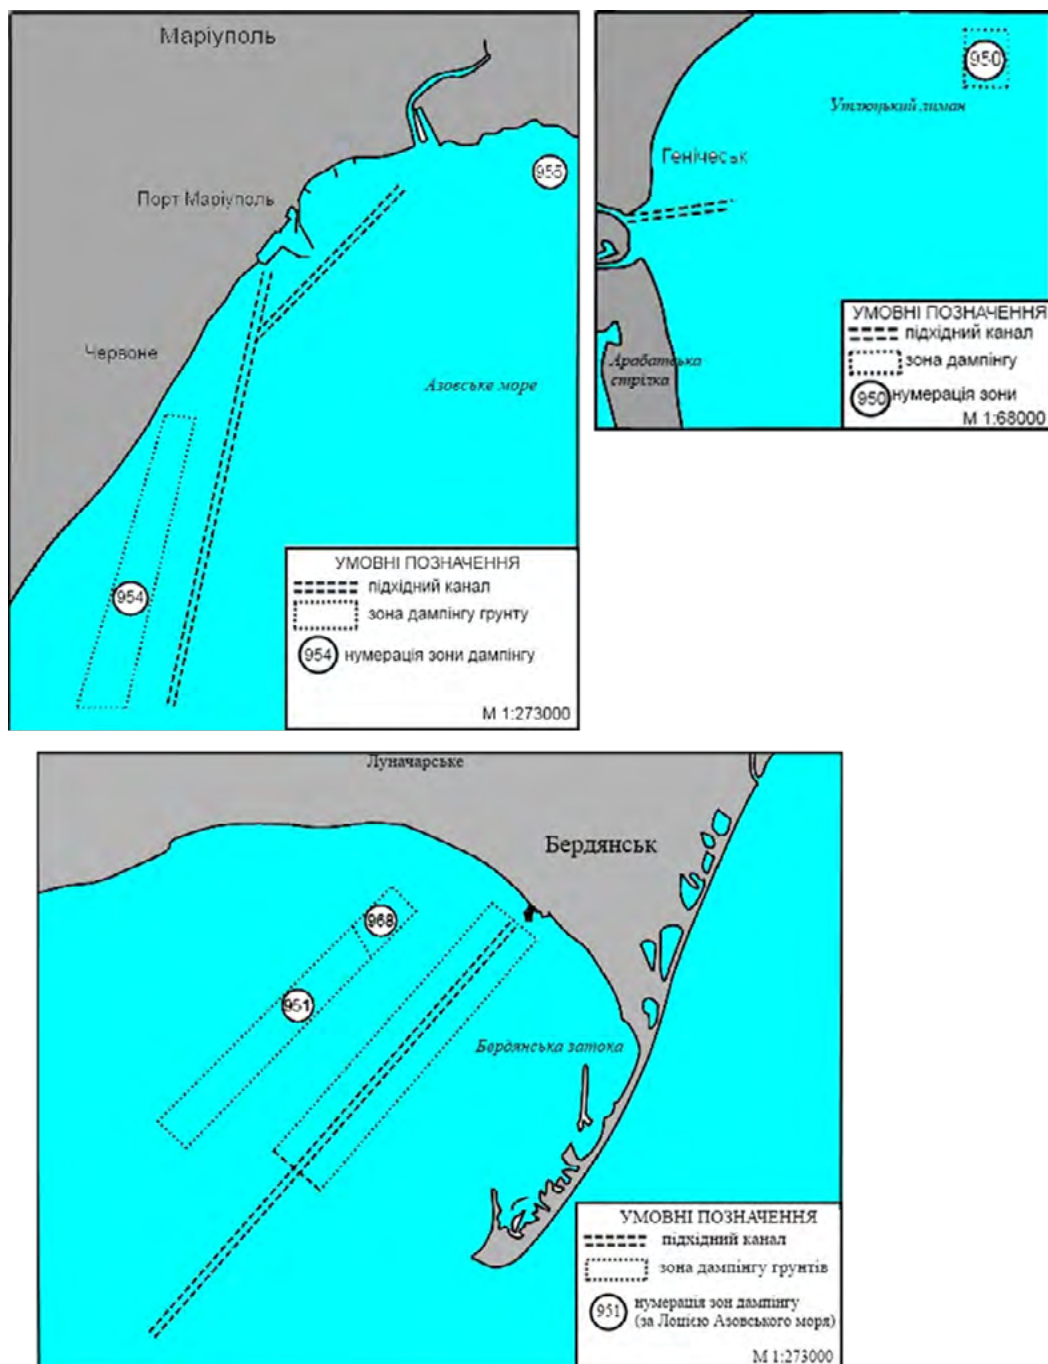 Маріуполь
955
Порт Маріуполь
Червоне
Азовське море
954
УМОВНІ ПОЗНАЧЕННЯ
підхідний канал
зона дампінгу грунту
954 нумерація зони дампінгу
М 1:273000
950
Утлюцький лиман
Генічеськ
Арабатська
стрілка
УМОВНІ ПОЗНАЧЕННЯ
підхідний канал
зона дампінгу
950 нумерація зони
М 1:68000
Луначарське
Бердянськ
968
951
Бердянська затока
УМОВНІ ПОЗНАЧЕННЯ
підхідний канал
зона дампінгу грунтів
951 нумерація зон дампінгу
(за Лоцією Азовського моря)
М 1:273000